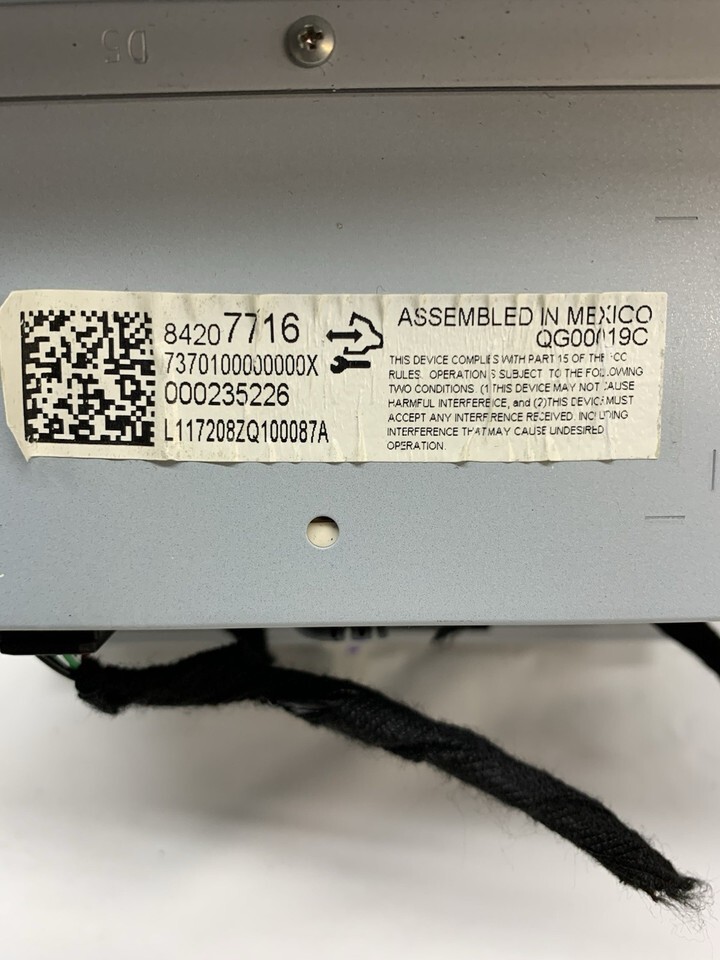 D5
84207716
7370100000000X
000235226
L117208ZQ100087A
ASSEMBLED IN MEXICO
QG00019C
THIS DEVICE COMPLIES WITH PART 15 OF THE FCC
RULES. OPERATION IS SUBJECT TO THE FOLLOWING
TWO CONDITIONS. (1)THIS DEVICE MAY NOT CAUSE
HARMFUL INTERFERENCE, and (2)THIS DEVICE MUST
ACCEPT ANY INTERFERENCE RECEIVED. INCLUDING
INTERFERENCE THAT MAY CAUSE UNDESIRED
OPERATION.